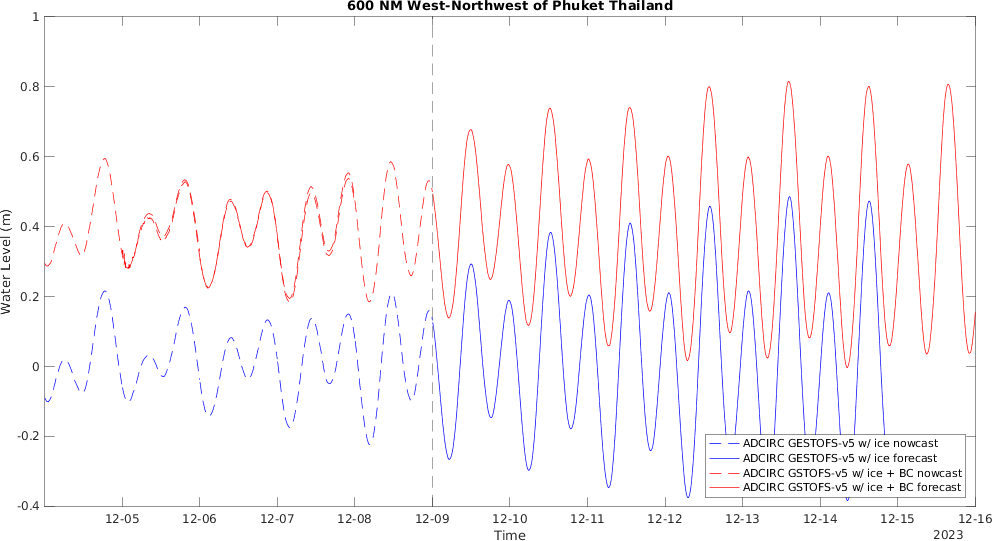 600 NM West-Northwest of Phuket Thailand
Water Level (m)
1
0.8
0.6
0.4
0.2
0
-0.2
-0.4
ADCIRC GESTOFS-v5 w/ ice nowcast
ADCIRC GESTOFS-v5 w/ ice forecast
ADCIRC GSTOFS-v5 w/ ice + BC nowcast
ADCIRC GSTOFS-v5 w/ ice + BC forecast
12-05 12-06 12-07 12-08 12-09 12-10 12-11 12-12 12-13 12-14 12-15 12-16
Time
2023